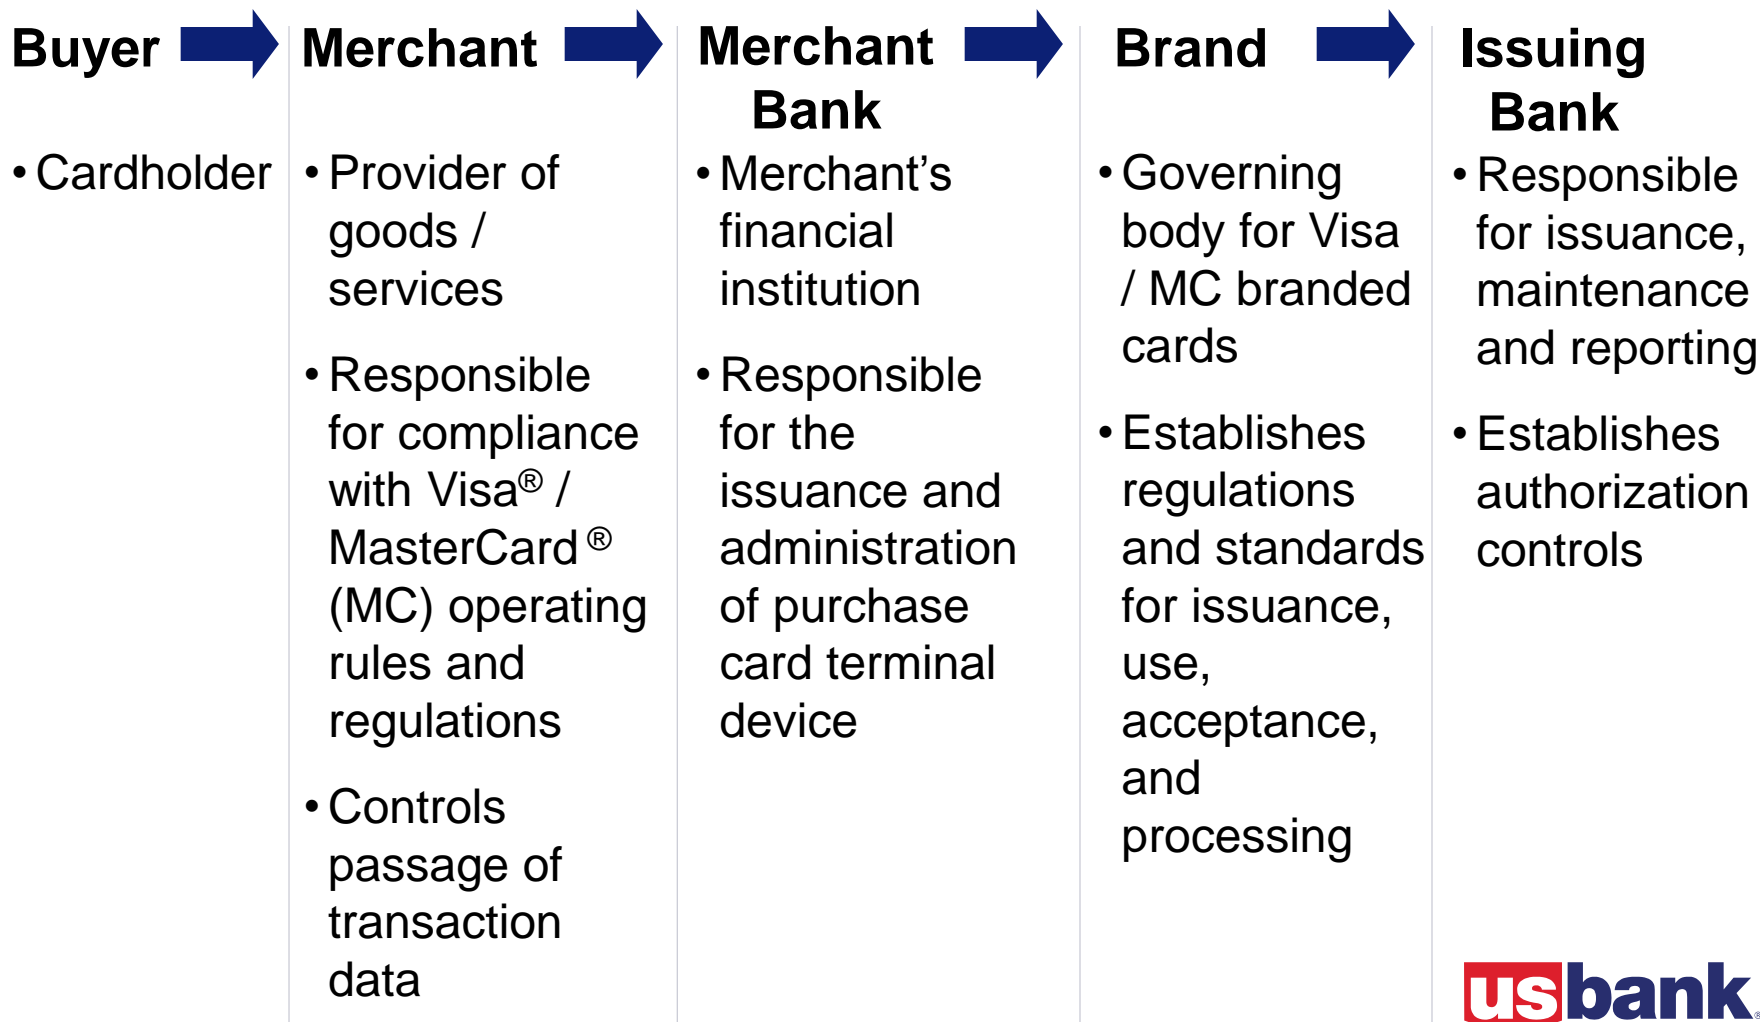 Buyer
• Cardholder
Merchant
• Provider of
goods /
services
• Responsible
for compliance
with Visa® /
MasterCard ®
(MC) operating
rules and
regulations
• Controls
passage of
transaction
data
Merchant
Bank
• Merchant’s
financial
institution
• Responsible
for the
issuance and
administration
of purchase
card terminal
device
Brand
• Governing
body for Visa
/ MC branded
cards
• Establishes
regulations
and standards
for issuance,
use,
acceptance,
and
processing
Issuing
Bank
• Responsible
for issuance,
maintenance
and reporting
• Establishes
authorization
controls
usbank®